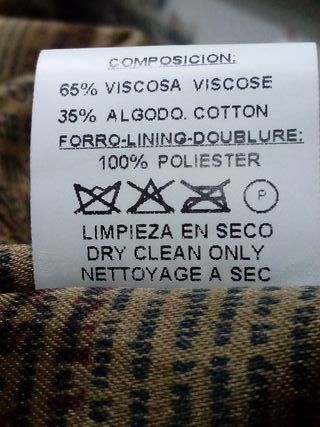 COMPOSICION:
65% VISCOSA VISCOSE
35% ALGODO. COTTON
FORRO-LINING-DOUBLURE:
100% POLIESTER
P
LIMPIEZA EN SECO
DRY CLEAN ONLY
NETTOYAGE A SEC